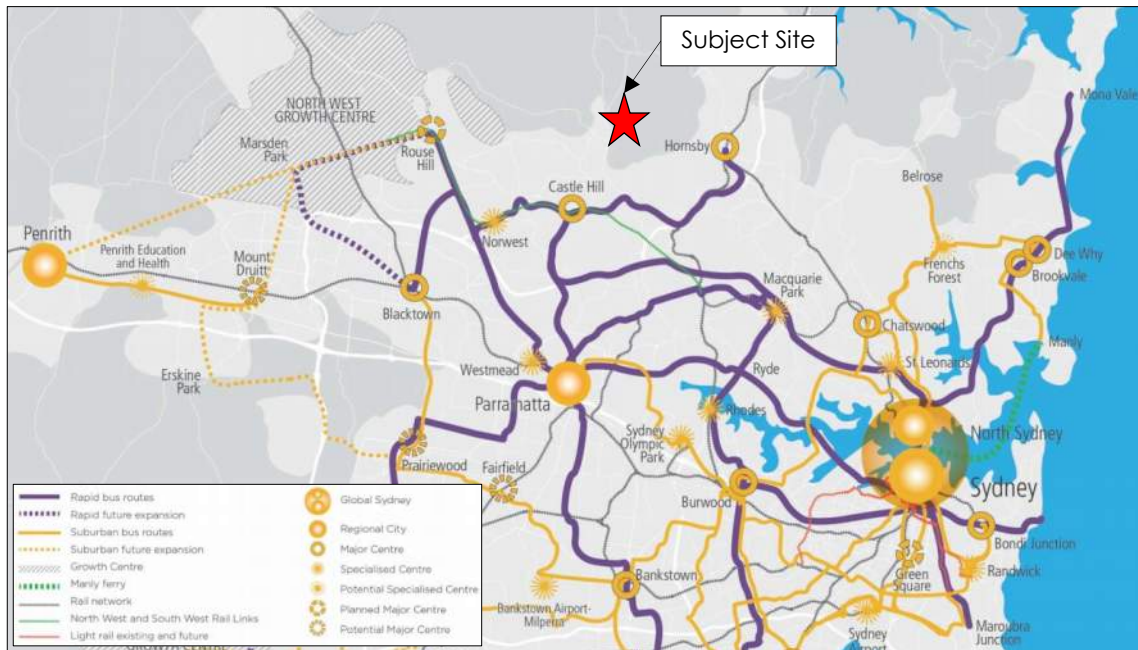 Subject Site
NORTH WEST
GROWTH CENTRE
Marsden
Park
Rouse
Hill
Hornsby
Mona Vale
Castle Hill
Belrose
Norwest
Penrith
Penrith Education
and Health
Mount
Druitt
Blacktown
Macquarie
Park
Frenchs
Forest
Dee Why
Brookvale
Chatswood
Manly
St Leonards
Westmead
Ryde
Erskine
Park
Parramatta
Rhodes
Sydney
Olympic
Park
North Sydney
Sydney
Prairiewood
Fairfield
Burwood
Bondi Junction
Green
Square
Randwick
Bankstown
Bankstown Airport-
Milperra
Sydney
Airport
Maroubra
Junction
Rapid bus routes
Rapid future expansion
Suburban bus routes
Suburban future expansion
Growth Centre
Manly ferry
Rail network
North West and South West Rail Links
Light rail existing and future
Global Sydney
Regional City
Major Centre
Specialised Centre
Potential Specialised Centre
Planned Major Centre
Potential Major Centre